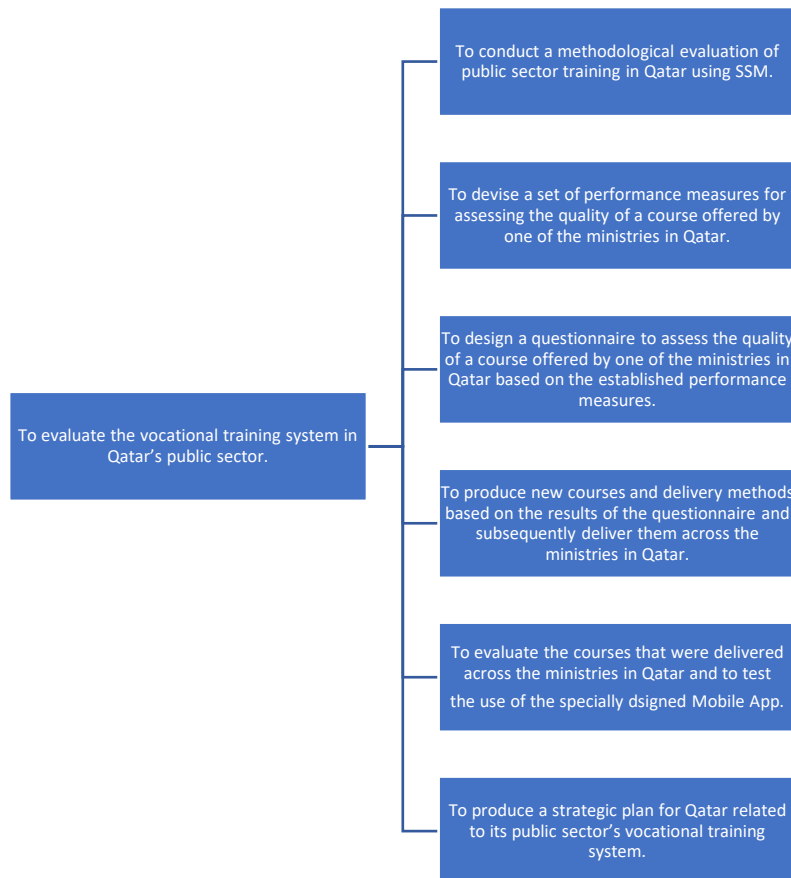 To conduct a methodological evaluation of
public sector training in Qatar using SSM.
To devise a set of performance measures for
assessing the quality of a course offered by
one of the ministries in Qatar.
To design a questionnaire to assess the quality
of a course offered by one of the ministries in
Qatar based on the established performance
measures.
To evaluate the vocational training system in
Qatar’s public sector.
To produce new courses and delivery methods
based on the results of the questionnaire and
subsequently deliver them across the
ministries in Qatar.
To evaluate the courses that were delivered
across the ministries in Qatar and to test
the use of the specially dsigned Mobile App.
To produce a strategic plan for Qatar related
to its public sector’s vocational training
system.